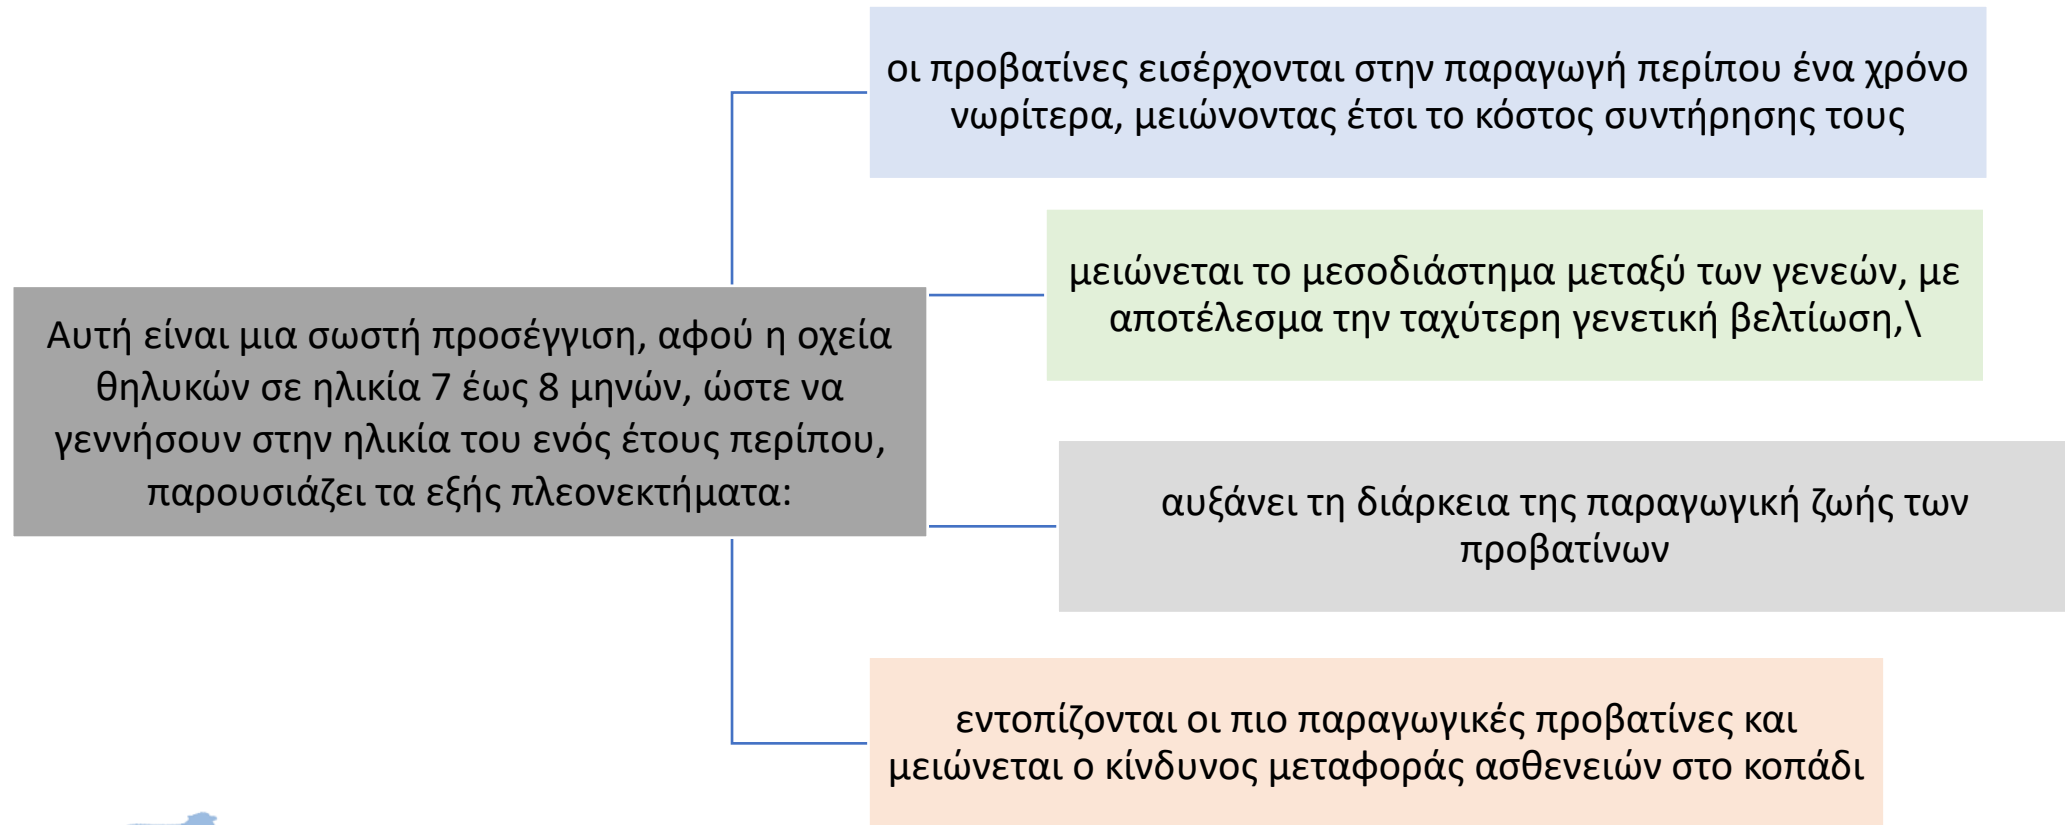 Αυτή είναι μια σωστή προσέγγιση, αφού η οχεία
θηλυκών σε ηλικία 7 έως 8 μηνών, ώστε να
γεννήσουν στην ηλικία του ενός έτους περίπου,
παρουσιάζει τα εξής πλεονεκτήματα:
οι προβατίνες εισέρχονται στην παραγωγή περίπου ένα χρόνο
νωρίτερα, μειώνοντας έτσι το κόστος συντήρησης τους
μειώνεται το μεσοδιάστημα μεταξύ των γενεών, με
αποτέλεσμα την ταχύτερη γενετική βελτίωση,\
αυξάνει τη διάρκεια της παραγωγική ζωής των
προβατίνων
εντοπίζονται οι πιο παραγωγικές προβατίνες και
μειώνεται ο κίνδυνος μεταφοράς ασθενειών στο κοπάδι